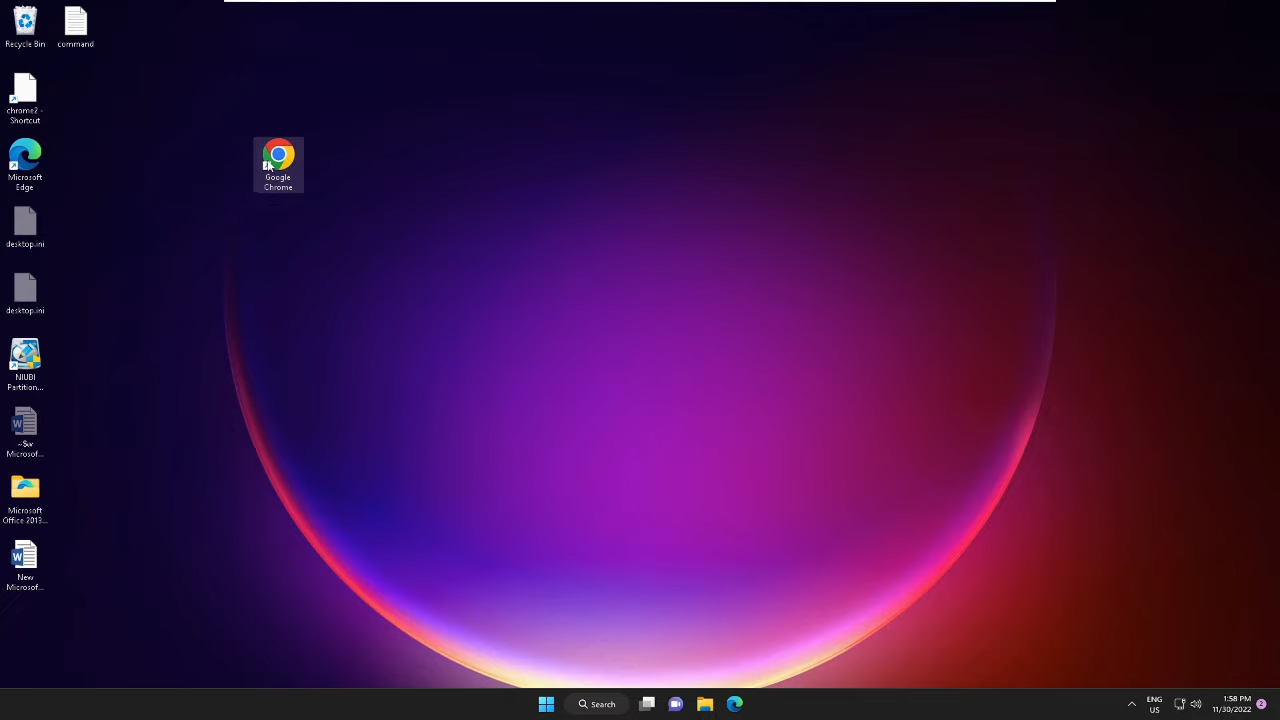 Recycle Bin
command
chrome2 -
Shortcut
Microsoft
Edge
Google
Chrome
desktop.ini
desktop.ini
NIUBI
Partition...
~$w
Microsof...
Microsoft
Office 2013...
New
Microsof...
Search
ENG
US
1:58 PM
11/30/2022
2